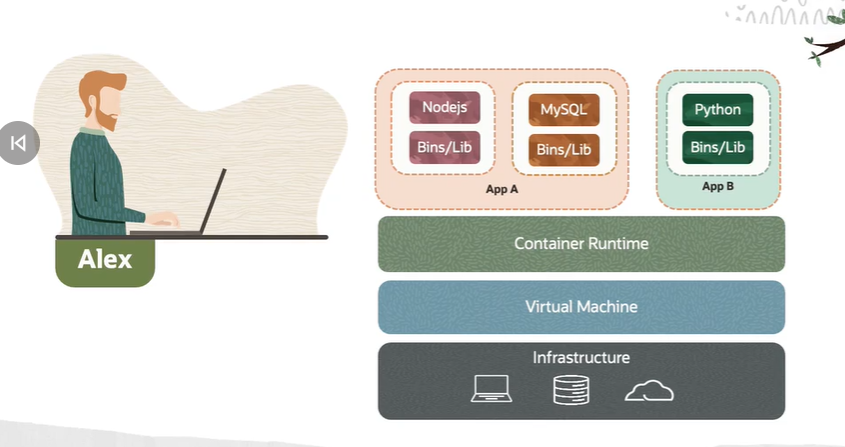 Alex
Nodejs
Bins/Lib
MySQL
Bins/Lib
App A
Python
Bins/Lib
App B
Container Runtime
Virtual Machine
Infrastructure